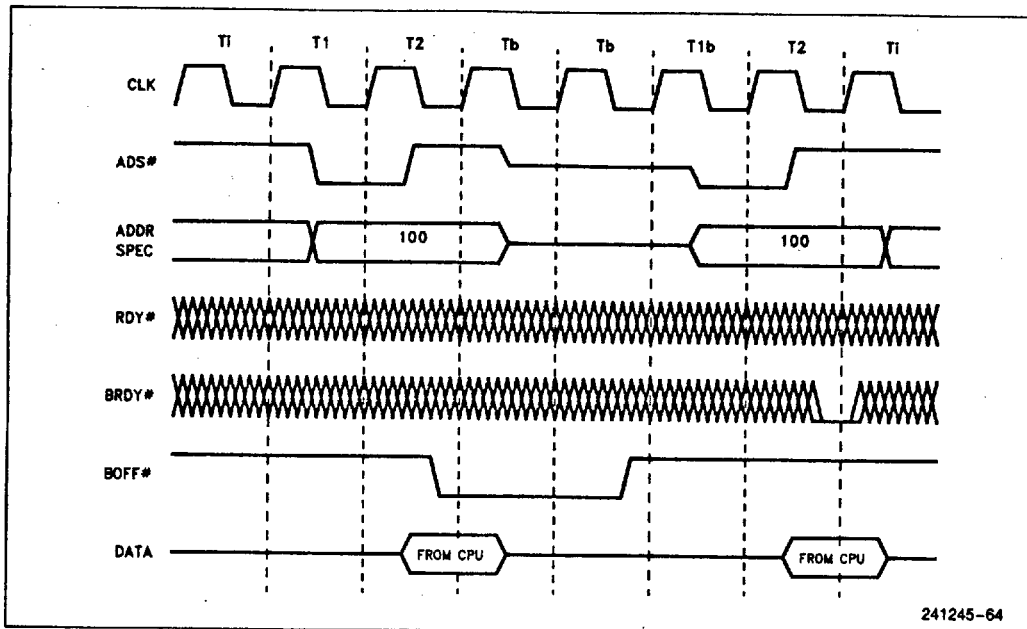 Ti T1 T2 Tb Tb T1b T2 Ti
CLK
ADS#
ADDR
SPEC
100 100
RDY#
BRDY#
BOFF#
DATA
FROM CPU FROM CPU
241245-64